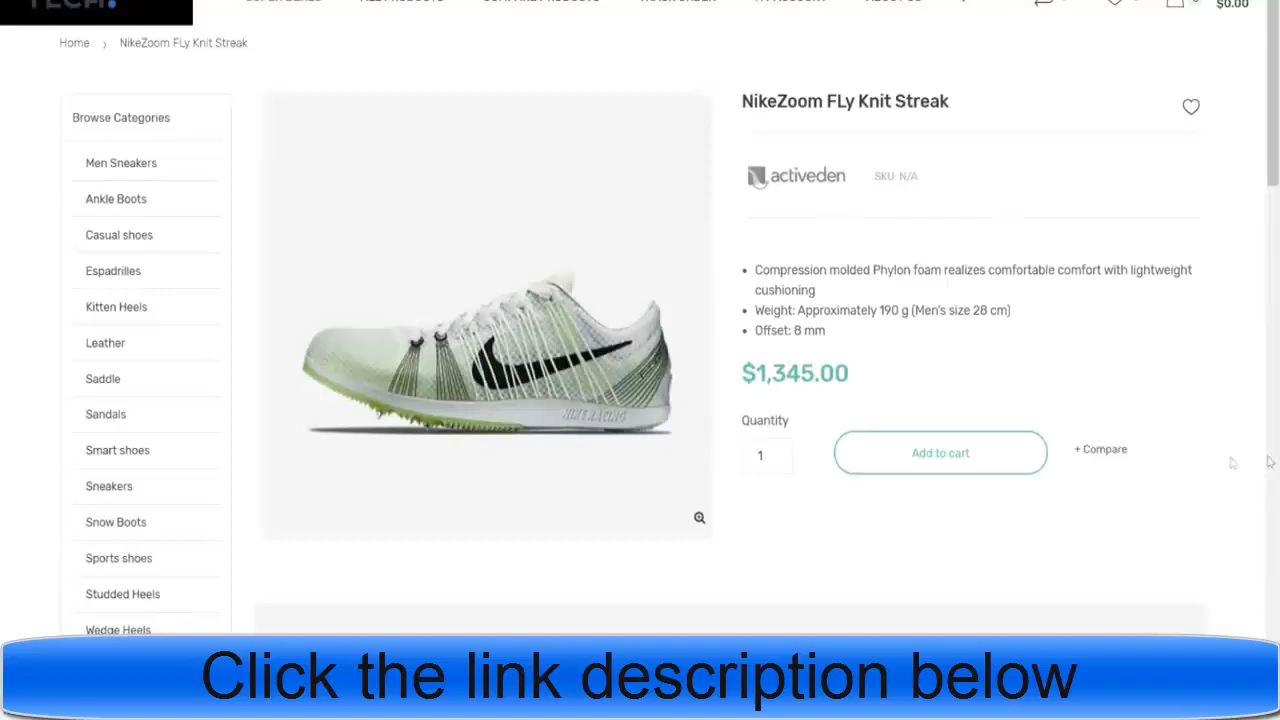 TECH.
$0.00
Home › NikeZoom FLy Knit Streak
Browse Categories
Men Sneakers
Ankle Boots
Casual shoes
Espadrilles
Kitten Heels
Leather
Saddle
Sandals
Smart shoes
Sneakers
Snow Boots
Sports shoes
Studded Heels
Wedge Heels
NIKE RACING
NikeZoom FLy Knit Streak
activeden SKU: N/A
• Compression molded Phylon foam realizes comfortable comfort with lightweight
cushioning
• Weight: Approximately 190 g (Men's size 28 cm)
• Offset: 8 mm
$1,345.00
Quantity
1 Add to cart + Compare
Click the link description below